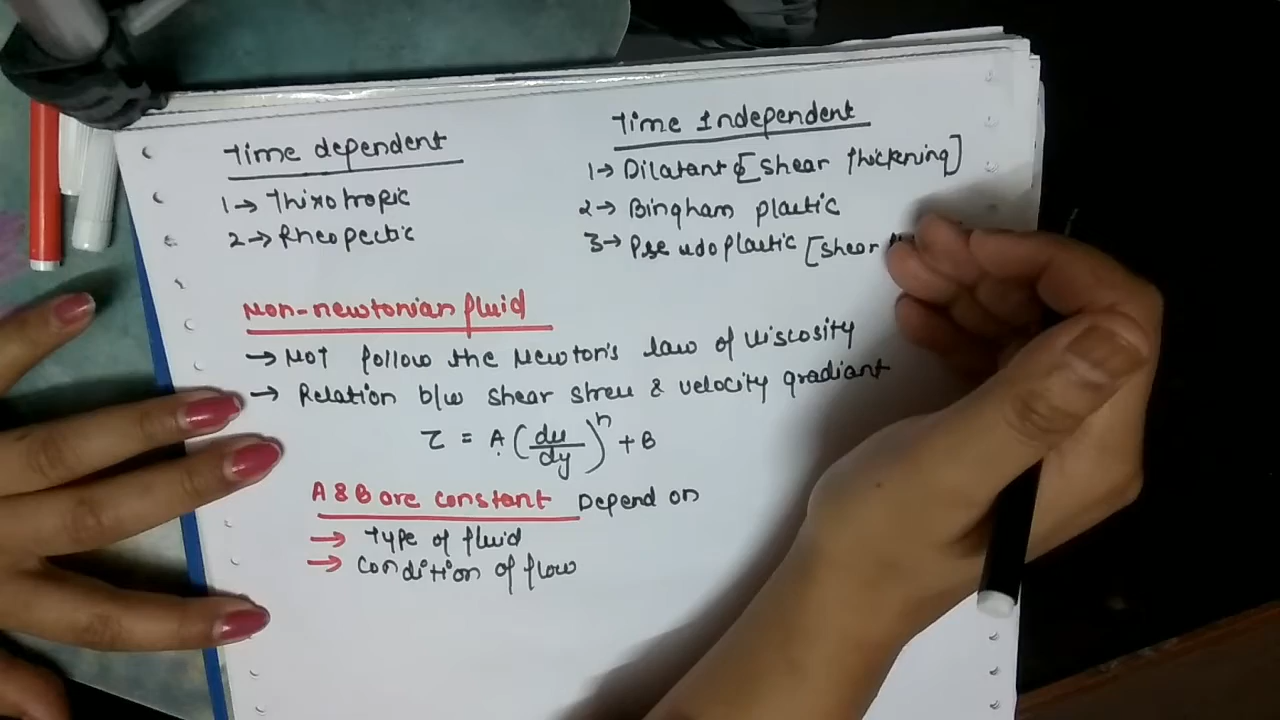 Time dependent
1→ Thixotropic
2→ Rheopectic
Time Independent
1→ Dilatant [shear thickening]
2→ Bingham plastic
3→ Pseudoplastic [shear
Non-newtonian fluid
→ Not follow the Newton's law of viscosity
→ Relation b/w shear stress & velocity gradiant
τ = A (du/dy)^n + B
A & B are constant Depend on
→ Type of fluid
→ condition of flow